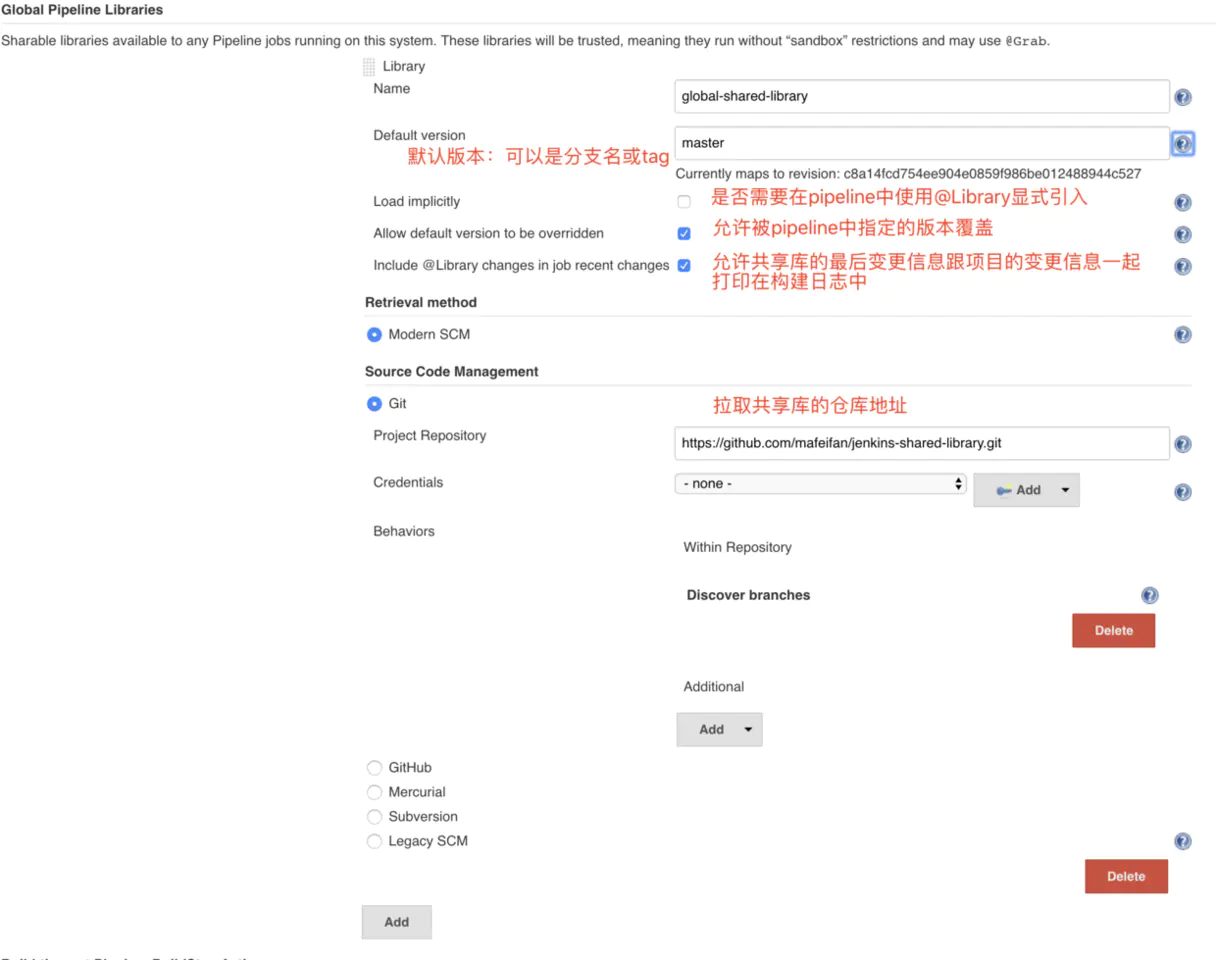 Global Pipeline Libraries
Sharable libraries available to any Pipeline jobs running on this system. These libraries will be trusted, meaning they run without “sandbox” restrictions and may use @Grab.
Library
Name
global-shared-library
Default version
master
默认版本：可以是分支名或tag
Currently maps to revision: c8a14fcd754ee904e0859f986be012488944c527
Load implicitly
是否需要在pipeline中使用@Library显式引入
Allow default version to be overridden
允许被pipeline中指定的版本覆盖
Include @Library changes in job recent changes
允许共享库的最后变更信息跟项目的变更信息一起
打印在构建日志中
Retrieval method
Modern SCM
Source Code Management
Git
拉取共享库的仓库地址
Project Repository
https://github.com/mafeifan/jenkins-shared-library.git
Credentials
- none -
Add
Behaviors
Within Repository
Discover branches
Delete
Additional
Add
GitHub
Mercurial
Subversion
Legacy SCM
Delete
Add